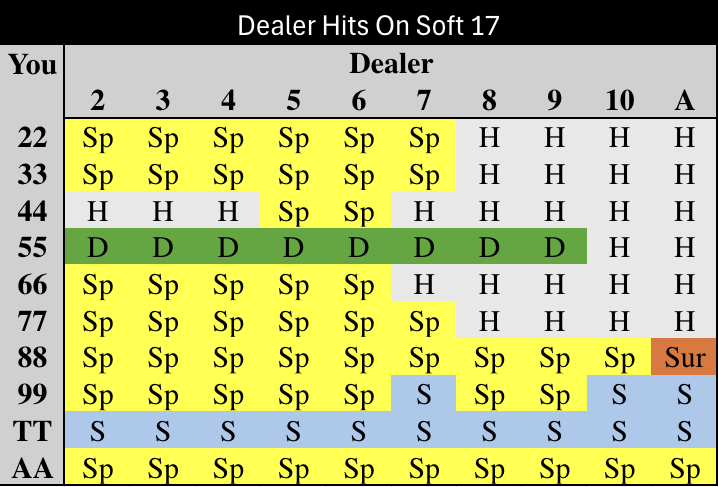 Dealer Hits On Soft 17
You Dealer
2 3 4 5 6 7 8 9 10 A
22 Sp Sp Sp Sp Sp Sp H H H H
33 Sp Sp Sp Sp Sp Sp H H H H
44 H H H Sp Sp H H H H H
55 D D D D D D D D H H
66 Sp Sp Sp Sp Sp H H H H H
77 Sp Sp Sp Sp Sp Sp H H H H
88 Sp Sp Sp Sp Sp Sp Sp Sp Sp Sur
99 Sp Sp Sp Sp Sp S Sp Sp S S
TT S S S S S S S S S S
AA Sp Sp Sp Sp Sp Sp Sp Sp Sp Sp